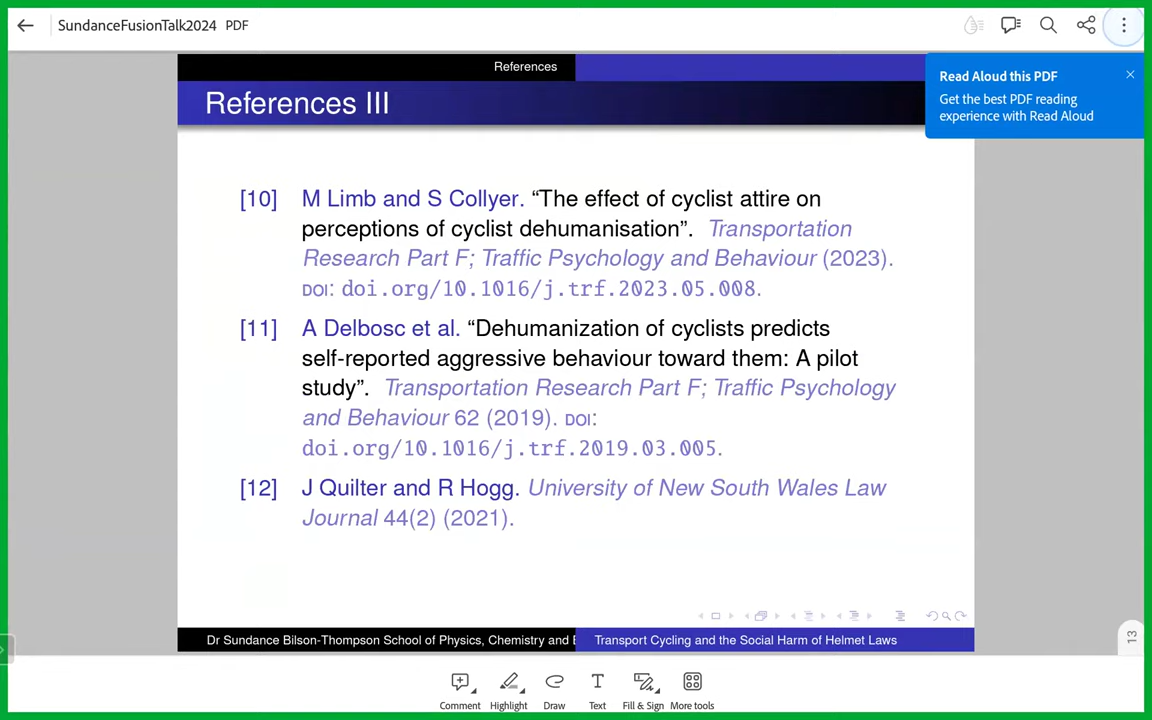 SundanceFusionTalk2024 PDF
Read Aloud this PDF
Get the best PDF reading
experience with Read Aloud
References
References III
[10] M Limb and S Collyer. “The effect of cyclist attire on
perceptions of cyclist dehumanisation”. Transportation
Research Part F; Traffic Psychology and Behaviour (2023).
DOI: doi.org/10.1016/j.trf.2023.05.008.
[11] A Delbosc et al. “Dehumanization of cyclists predicts
self-reported aggressive behaviour toward them: A pilot
study”. Transportation Research Part F; Traffic Psychology
and Behaviour 62 (2019). DOI:
doi.org/10.1016/j.trf.2019.03.005.
[12] J Quilter and R Hogg. University of New South Wales Law
Journal 44(2) (2021).
Dr Sundance Bilson-Thompson School of Physics, Chemistry and E
Transport Cycling and the Social Harm of Helmet Laws
13
Comment Highlight Draw Text Fill & Sign More tools